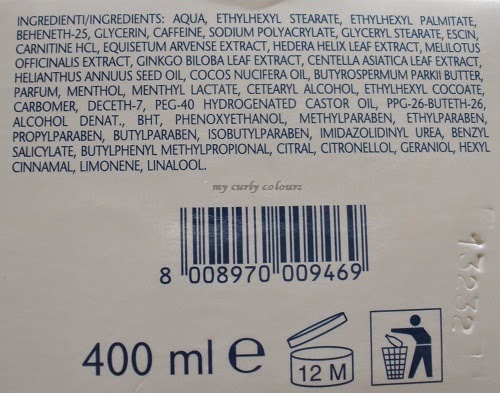 INGREDIENTI/INGREDIENTS: AQUA, ETHYLHEXYL STEARATE, ETHYLHEXYL PALMITATE,
BEHENETH-25, GLYCERIN, CAFFEINE, SODIUM POLYACRYLATE, GLYCERYL STEARATE, ESCIN,
CARNITINE HCL, EQUISETUM ARVENSE EXTRACT, HEDERA HELIX LEAF EXTRACT, MELILOTUS
OFFICINALIS EXTRACT, GINKGO BILOBA LEAF EXTRACT, CENTELLA ASIATICA LEAF EXTRACT,
HELIANTHUS ANNUUS SEED OIL, COCOS NUCIFERA OIL, BUTYROSPERMUM PARKII BUTTER,
PARFUM, MENTHOL, MENTHYL LACTATE, CETEARYL ALCOHOL, ETHYLHEXYL COCOATE,
CARBOMER, DECETH-7, PEG-40 HYDROGENATED CASTOR OIL, PPG-26-BUTETH-26,
ALCOHOL DENAT., BHT, PHENOXYETHANOL, METHYLPARABEN, ETHYLPARABEN,
PROPYLPARABEN, BUTYLPARABEN, ISOBUTYLPARABEN, IMIDAZOLIDINYL UREA, BENZYL
SALICYLATE, BUTYLPHENYL METHYLPROPIONAL, CITRAL, CITRONELLOL, GERANIOL, HEXYL
CINNAMAL, LIMONENE, LINALOOL.
my curly colours
8 008970 009469
13232
400 ml e
12 M